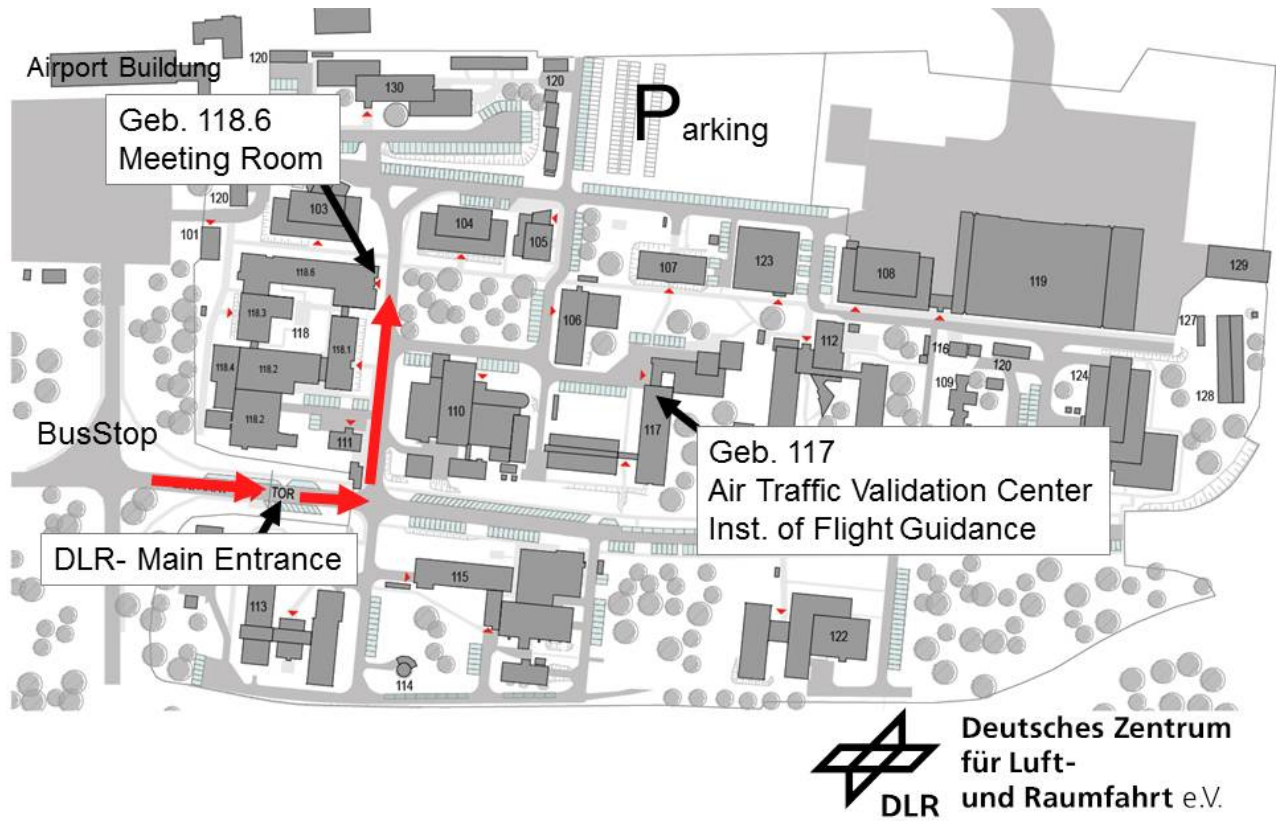 Airport Buildung
120
130
120
Parking
Geb. 118.6
Meeting Room
120
103
104
105
101
107
123
108
119
129
118.6
118.3
118
118.1
106
112
127
116
120
109
124
128
118.4
118.2
118.2
110
117
BusStop
111
Geb. 117
Air Traffic Validation Center
Inst. of Flight Guidance
TOR
DLR- Main Entrance
115
113
122
114
DLR
Deutsches Zentrum
für Luft-
und Raumfahrt e.V.